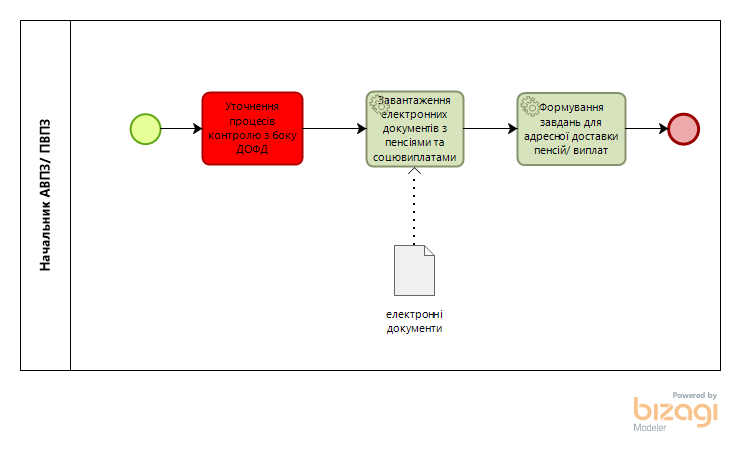 Начальник АВПЗ/ ПВПЗ
Уточнення
процесів
контролю з боку
ДОФД
Завантаження
електронних
документів з
пенсіями та
соцювиплатами
Формування
завдань для
адресної доставки
пенсій/ виплат
електронні
документи
Powered by
bizagi
Modeler